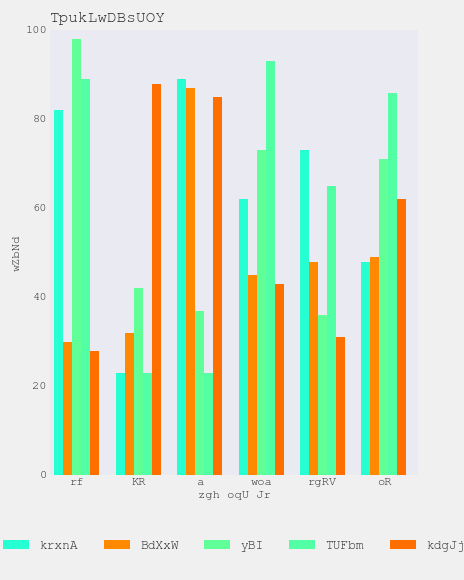 TpukLwDBsUOY
100
80
60
40
20
0
wZbNd
rf KR a woa rgRV oR
zgh oqU Jr
krxnA BdXxW yBI TUFbm kdgJj